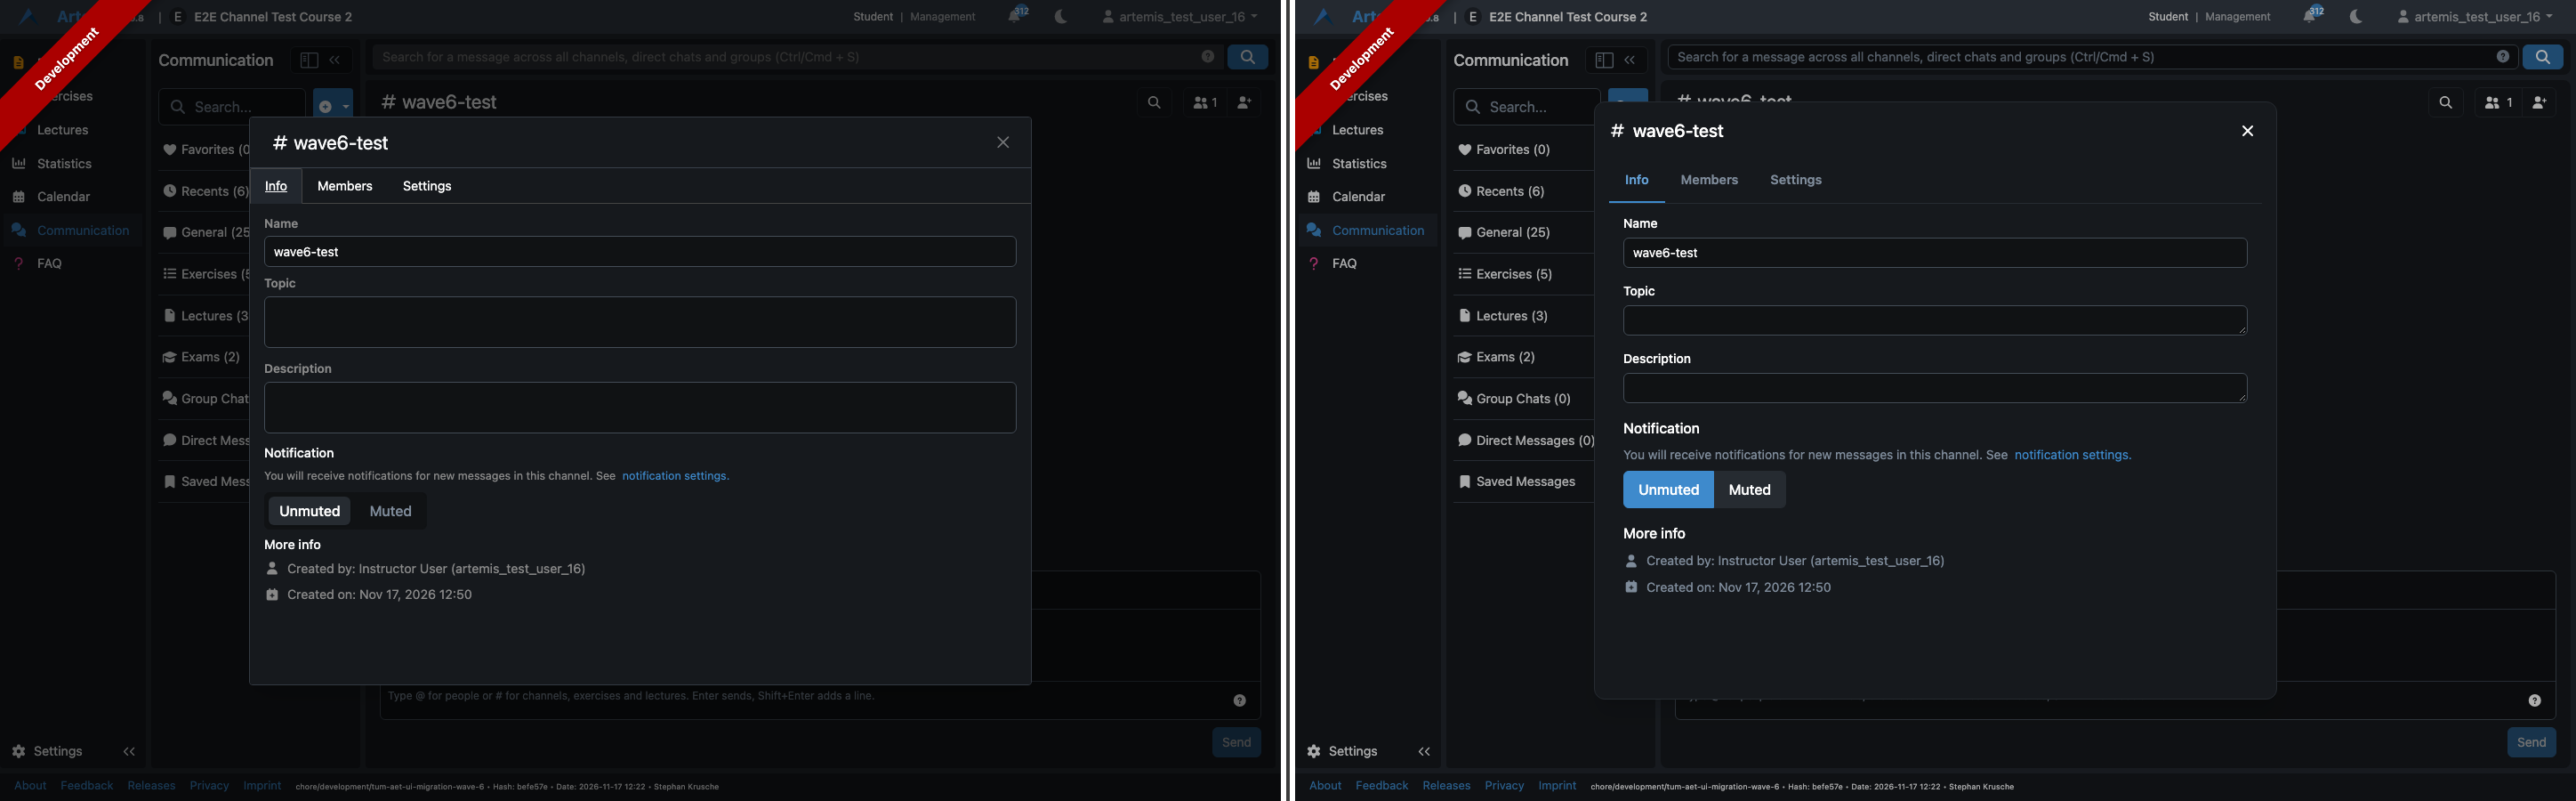 Development
E E2E Channel Test Course 2
Student | Management
312
artemis_test_user_16
Communication
Search for a message across all channels, direct chats and groups (Ctrl/Cmd + S)
Search...
# wave6-test
1
Lectures
Statistics
Calendar
Communication
FAQ
Favorites (0
Recents (6)
General (25
Exercises (5
Lectures (3
Exams (2)
Group Chat
Direct Mess
Saved Mess
# wave6-test
Info Members Settings
Name
wave6-test
Topic
Description
Notification
You will receive notifications for new messages in this channel. See notification settings.
Unmuted Muted
More info
Created by: Instructor User (artemis_test_user_16)
Created on: Nov 17, 2026 12:50
Type @ for people or # for channels, exercises and lectures. Enter sends, Shift+Enter adds a line.
Send
Settings
About Feedback Releases Privacy Imprint chore/development/tum-aet-ui-migration-wave-6 • Hash: befe57e • Date: 2026-11-17 12:22 • Stephan Krusche
Development
E E2E Channel Test Course 2
Student | Management
312
artemis_test_user_16
Communication
Search for a message across all channels, direct chats and groups (Ctrl/Cmd + S)
Search...
1
Lectures
Statistics
Calendar
Communication
FAQ
Favorites (0)
Recents (6)
General (25)
Exercises (5)
Lectures (3)
Exams (2)
Group Chats (0)
Direct Messages (0)
Saved Messages
# wave6-test
Info Members Settings
Name
wave6-test
Topic
Description
Notification
You will receive notifications for new messages in this channel. See notification settings.
Unmuted Muted
More info
Created by: Instructor User (artemis_test_user_16)
Created on: Nov 17, 2026 12:50
Send
Settings
About Feedback Releases Privacy Imprint chore/development/tum-aet-ui-migration-wave-6 • Hash: befe57e • Date: 2026-11-17 12:22 • Stephan Krusche